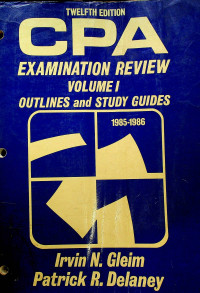 TWELFTH EDITION
CPA
EXAMINATION REVIEW
VOLUME I
OUTLINES and STUDY GUIDES
1985-1986
Irvin N. Gleim
Patrick R. Delaney